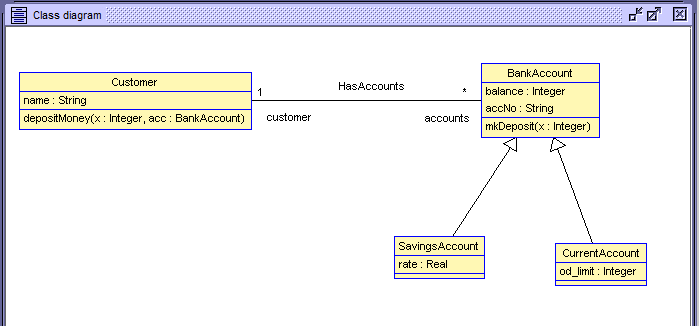 Class diagram
Customer
name : String
depositMoney(x : Integer, acc : BankAccount)
1
HasAccounts
*
customer
accounts
BankAccount
balance : Integer
accNo : String
mkDeposit(x : Integer)
SavingsAccount
rate : Real
CurrentAccount
od_limit : Integer